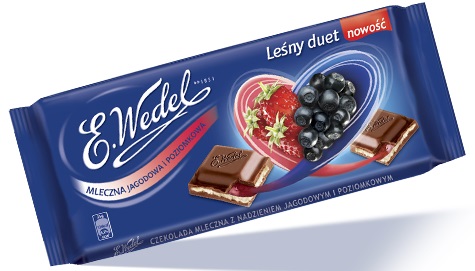 Leśny duet nowość
E.Wedel
MLECZNA JAGODOWA I POZIOMKOWA
CZEKOLADA MLECZNA Z NADZIENIEM JAGODOWYM I POZIOMKOWYM